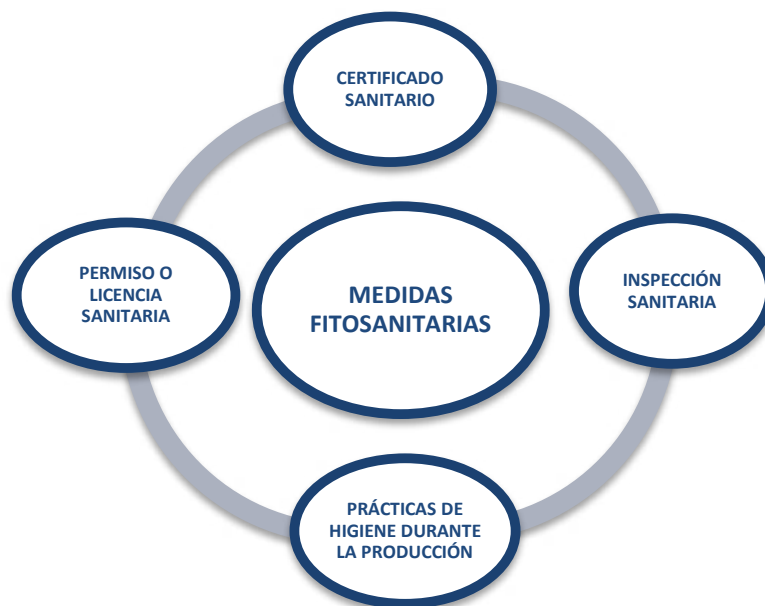 CERTIFICADO
SANITARIO
PERMISO O
LICENCIA
SANITARIA
MEDIDAS
FITOSANITARIAS
INSPECCIÓN
SANITARIA
PRÁCTICAS DE
HIGIENE DURANTE
LA PRODUCCIÓN